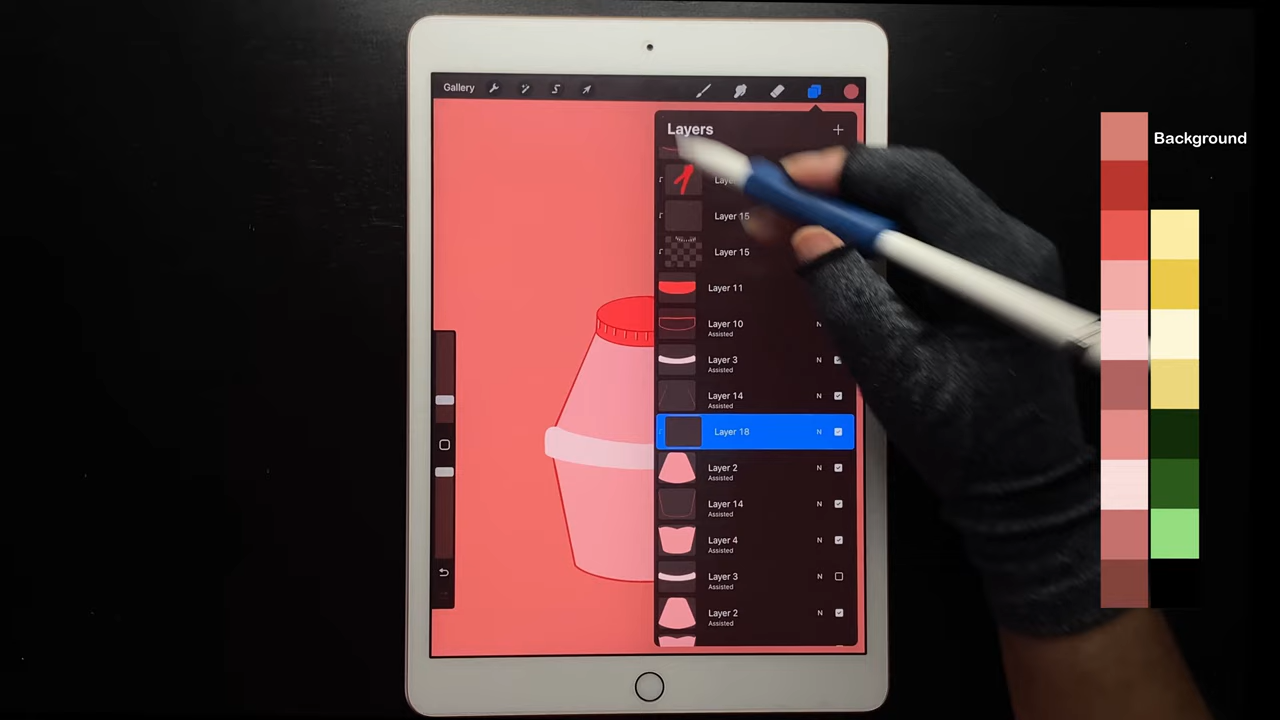 Gallery
Layers
Layer 15
Layer 15
Layer 11
Layer 10 N
Assisted
Layer 3 N
Assisted
Layer 14 N
Assisted
Layer 18 N
Layer 2 N
Assisted
Layer 14 N
Assisted
Layer 4 N
Assisted
Layer 3 N
Assisted
Layer 2 N
Assisted
Background